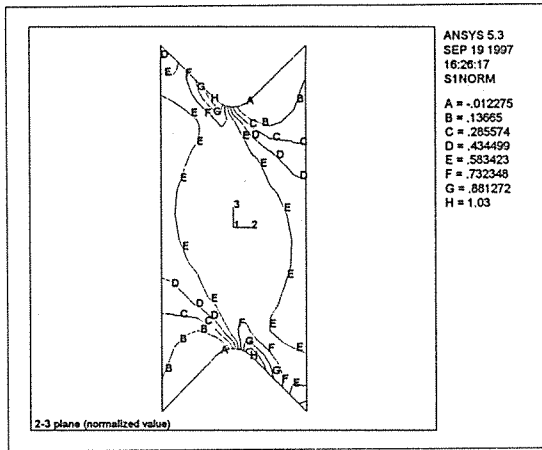 ANSYS 5.3
SEP 19 1997
16:26:17
S1NORM
A = -.012275
B = .13665
C = .285574
D = .434499
E = .583423
F = .732348
G = .881272
H = 1.03
D
F
E
G
H
A
B
E
F
G
B
C
E
D
C
E
D
D
E
E
3
1
2
E
E
D
E
D
C
C
D
F
E
B
B
A
G
F
C
H
B
G
F
E
E
2-3 plane (normalized value)